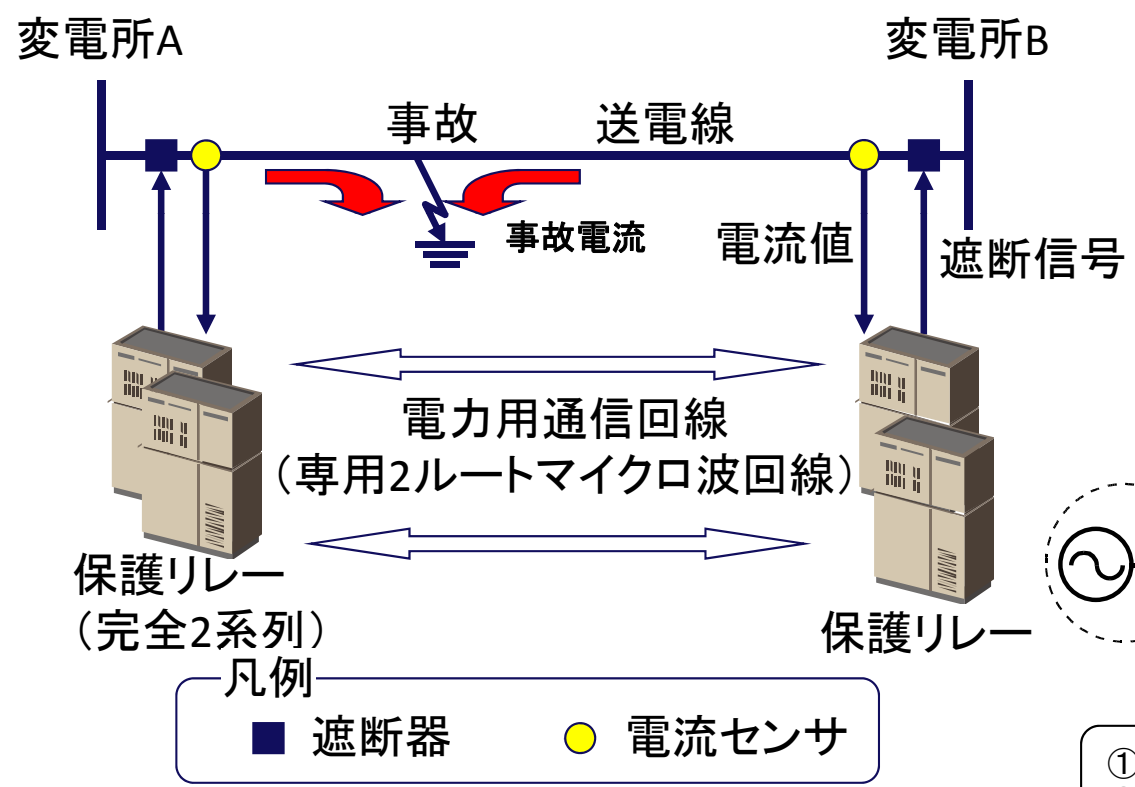 変電所A
変電所B
事故
送電線
事故電流
電流値
遮断信号
電力用通信回線
（専用2ルートマイクロ波回線）
保護リレー
（完全2系列）
保護リレー
凡例
遮断器
電流センサ
①